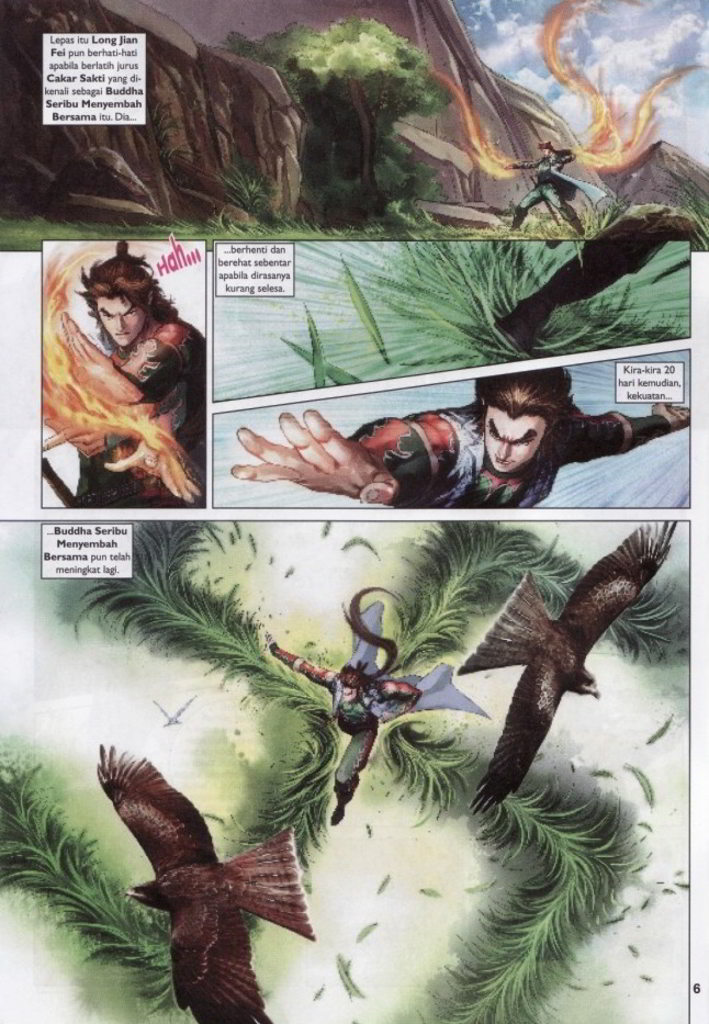 Lepas itu Long Jian
Fei pun berhati-hati
apabila berlatih jurus
Cakar Sakti yang di-
kenali sebagai Buddha
Seribu Menyembah
Bersama itu. Dia...
Hah!!!
...berhenti dan
berehat sebentar
apabila dirasanya
kurang selesa.
Kira-kira 20
hari kemudian,
kekuatan...
...Buddha Seribu
Menyembah
Bersama pun telah
meningkat lagi.
6